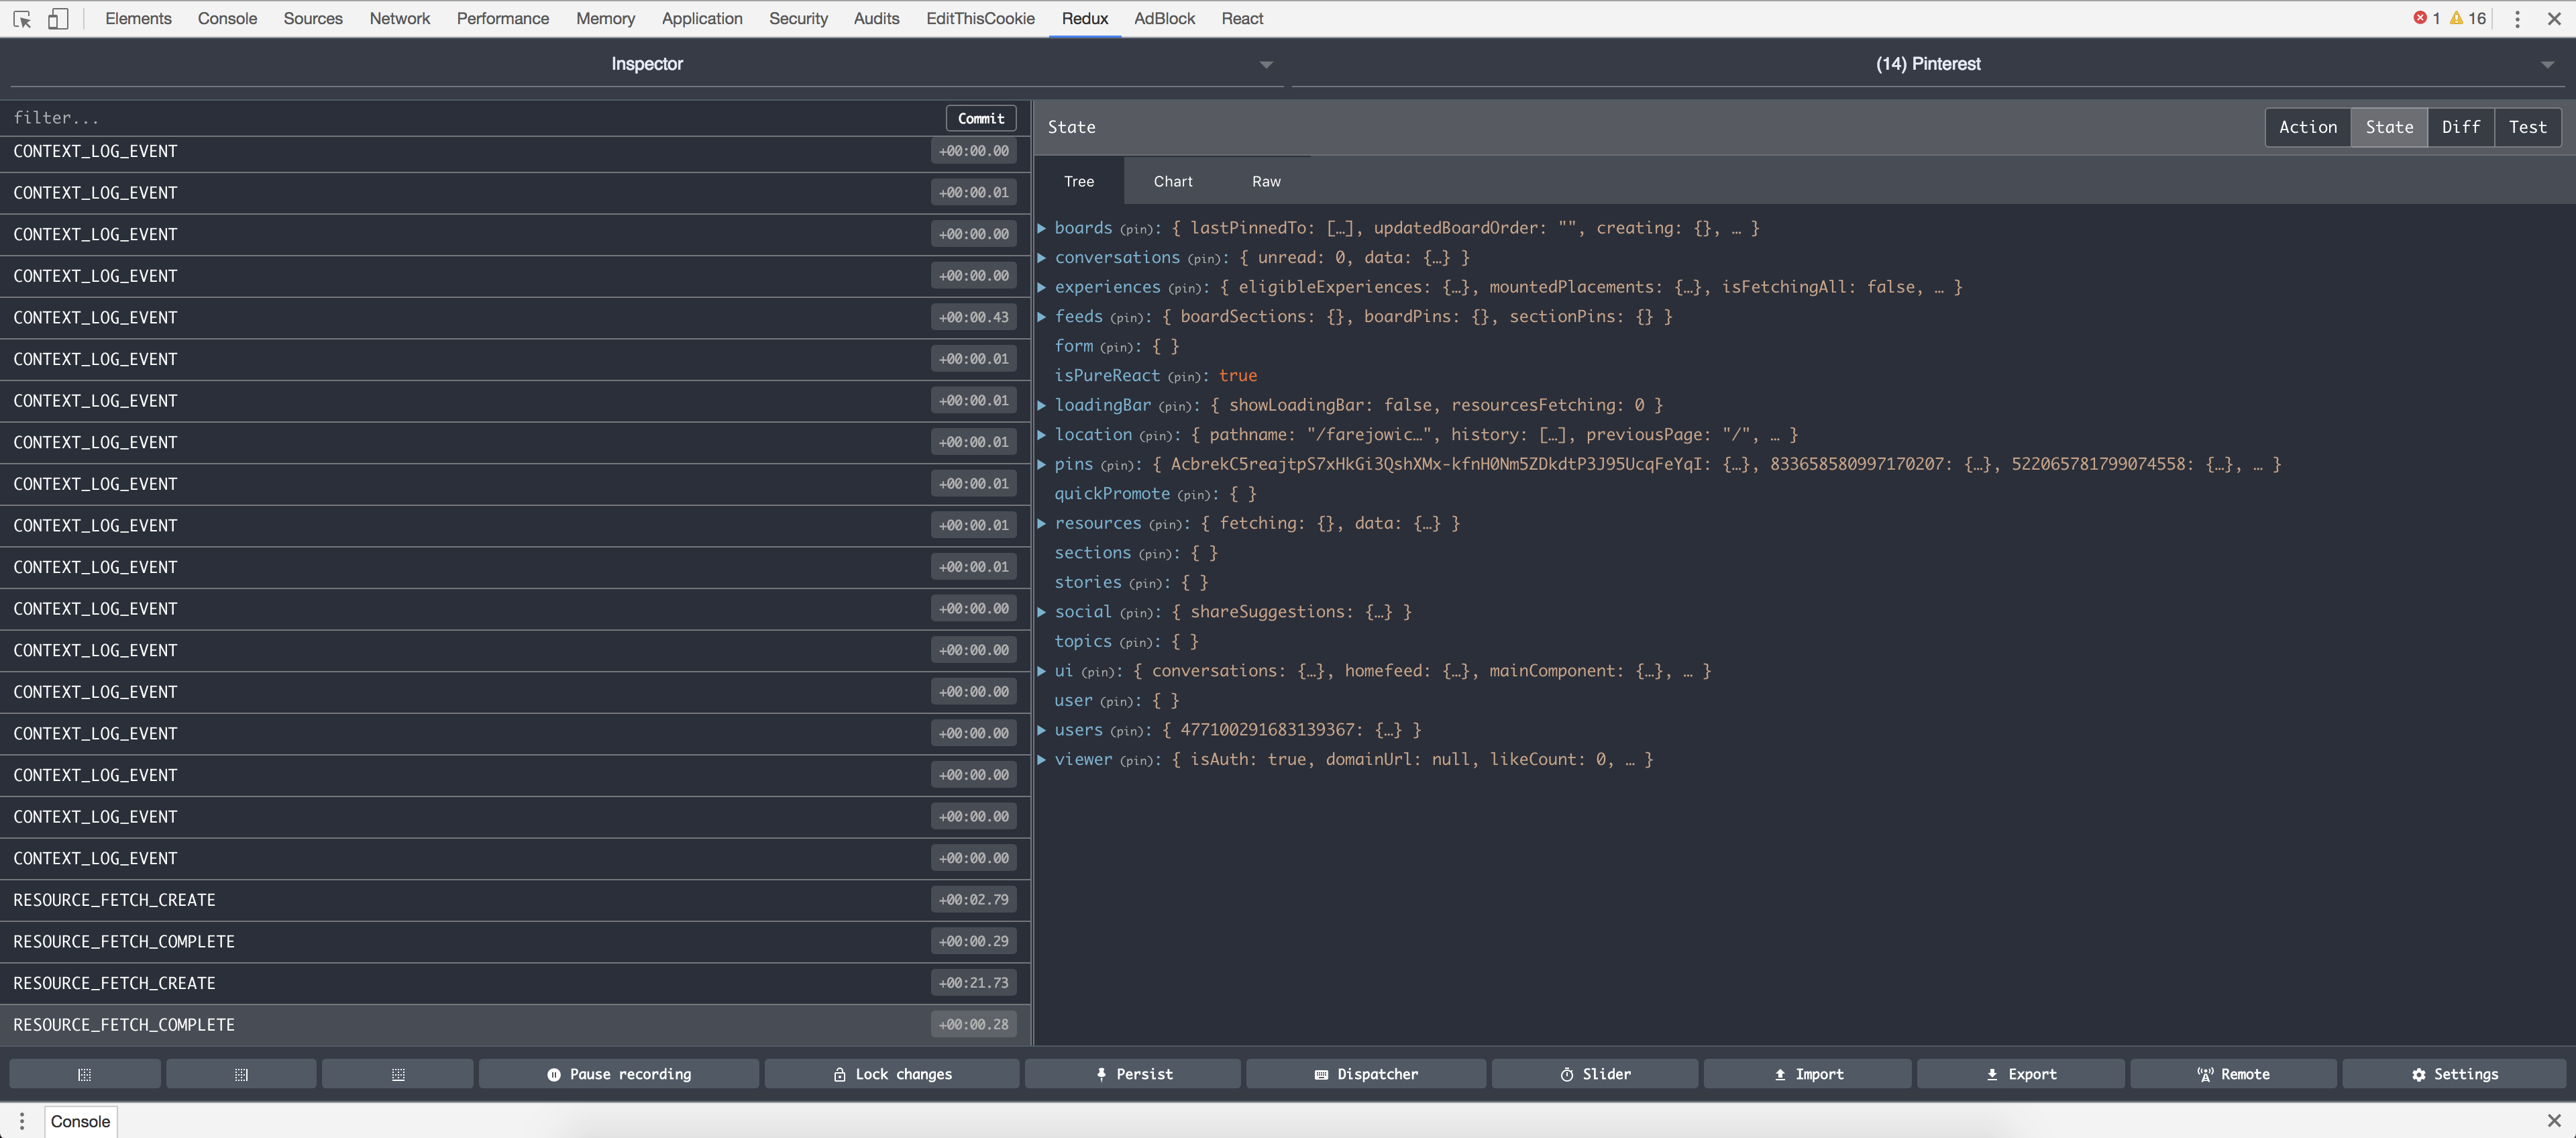 Elements Console Sources Network Performance Memory Application Security Audits EditThisCookie Redux AdBlock React 1 16
Inspector (14) Pinterest
filter... Commit
State Action State Diff Test
Tree Chart Raw
CONTEXT_LOG_EVENT +00:00.00
CONTEXT_LOG_EVENT +00:00.01
CONTEXT_LOG_EVENT +00:00.00
CONTEXT_LOG_EVENT +00:00.00
CONTEXT_LOG_EVENT +00:00.43
CONTEXT_LOG_EVENT +00:00.01
CONTEXT_LOG_EVENT +00:00.01
CONTEXT_LOG_EVENT +00:00.01
CONTEXT_LOG_EVENT +00:00.01
CONTEXT_LOG_EVENT +00:00.01
CONTEXT_LOG_EVENT +00:00.01
CONTEXT_LOG_EVENT +00:00.00
CONTEXT_LOG_EVENT +00:00.00
CONTEXT_LOG_EVENT +00:00.00
CONTEXT_LOG_EVENT +00:00.00
CONTEXT_LOG_EVENT +00:00.00
CONTEXT_LOG_EVENT +00:00.00
CONTEXT_LOG_EVENT +00:00.00
RESOURCE_FETCH_CREATE +00:02.79
RESOURCE_FETCH_COMPLETE +00:00.29
RESOURCE_FETCH_CREATE +00:21.73
RESOURCE_FETCH_COMPLETE +00:00.28
boards (pin): { lastPinnedTo: […], updatedBoardOrder: "", creating: {}, … }
conversations (pin): { unread: 0, data: {…} }
experiences (pin): { eligibleExperiences: {…}, mountedPlacements: {…}, isFetchingAll: false, … }
feeds (pin): { boardSections: {}, boardPins: {}, sectionPins: {} }
form (pin): { }
isPureReact (pin): true
loadingBar (pin): { showLoadingBar: false, resourcesFetching: 0 }
location (pin): { pathname: "/farejowic…", history: […], previousPage: "/", … }
pins (pin): { AcbrekC5reajtpS7xHkGi3QshXMx-kfnH0Nm5ZDkdtP3J95UcqFeYqI: {…}, 833658580997170207: {…}, 522065781799074558: {…}, … }
quickPromote (pin): { }
resources (pin): { fetching: {}, data: {…} }
sections (pin): { }
stories (pin): { }
social (pin): { shareSuggestions: {…} }
topics (pin): { }
ui (pin): { conversations: {…}, homefeed: {…}, mainComponent: {…}, … }
user (pin): { }
users (pin): { 477100291683139367: {…} }
viewer (pin): { isAuth: true, domainUrl: null, likeCount: 0, … }
Pause recording Lock changes Persist Dispatcher Slider Import Export Remote Settings
Console